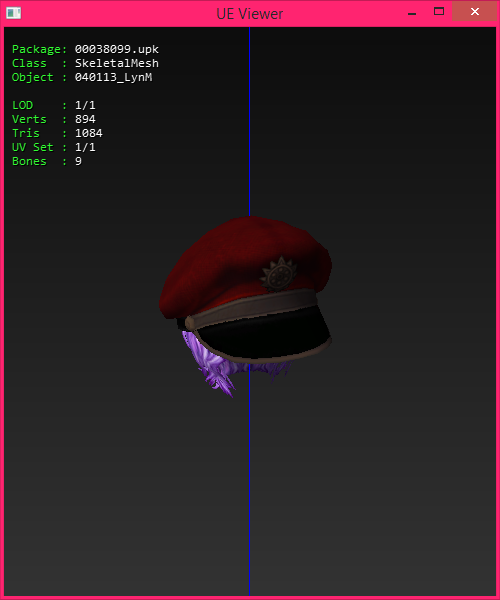 UE Viewer
Package: 00038099.upk
Class  : SkeletalMesh
Object : 040113_LynM
LOD    : 1/1
Verts  : 894
Tris   : 1084
UV Set : 1/1
Bones  : 9